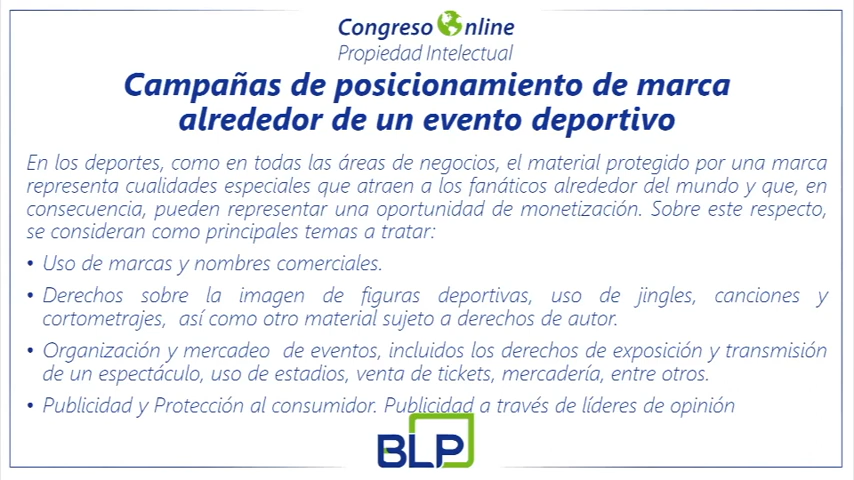 Congreso Online
Propiedad Intelectual
Campañas de posicionamiento de marca
alrededor de un evento deportivo
En los deportes, como en todas las áreas de negocios, el material protegido por una marca
representa cualidades especiales que atraen a los fanáticos alrededor del mundo y que, en
consecuencia, pueden representar una oportunidad de monetización. Sobre este respecto,
se consideran como principales temas a tratar:
• Uso de marcas y nombres comerciales.
• Derechos sobre la imagen de figuras deportivas, uso de jingles, canciones y
cortometrajes, así como otro material sujeto a derechos de autor.
• Organización y mercadeo de eventos, incluidos los derechos de exposición y transmisión
de un espectáculo, uso de estadios, venta de tickets, mercadería, entre otros.
• Publicidad y Protección al consumidor. Publicidad a través de líderes de opinión
BLP